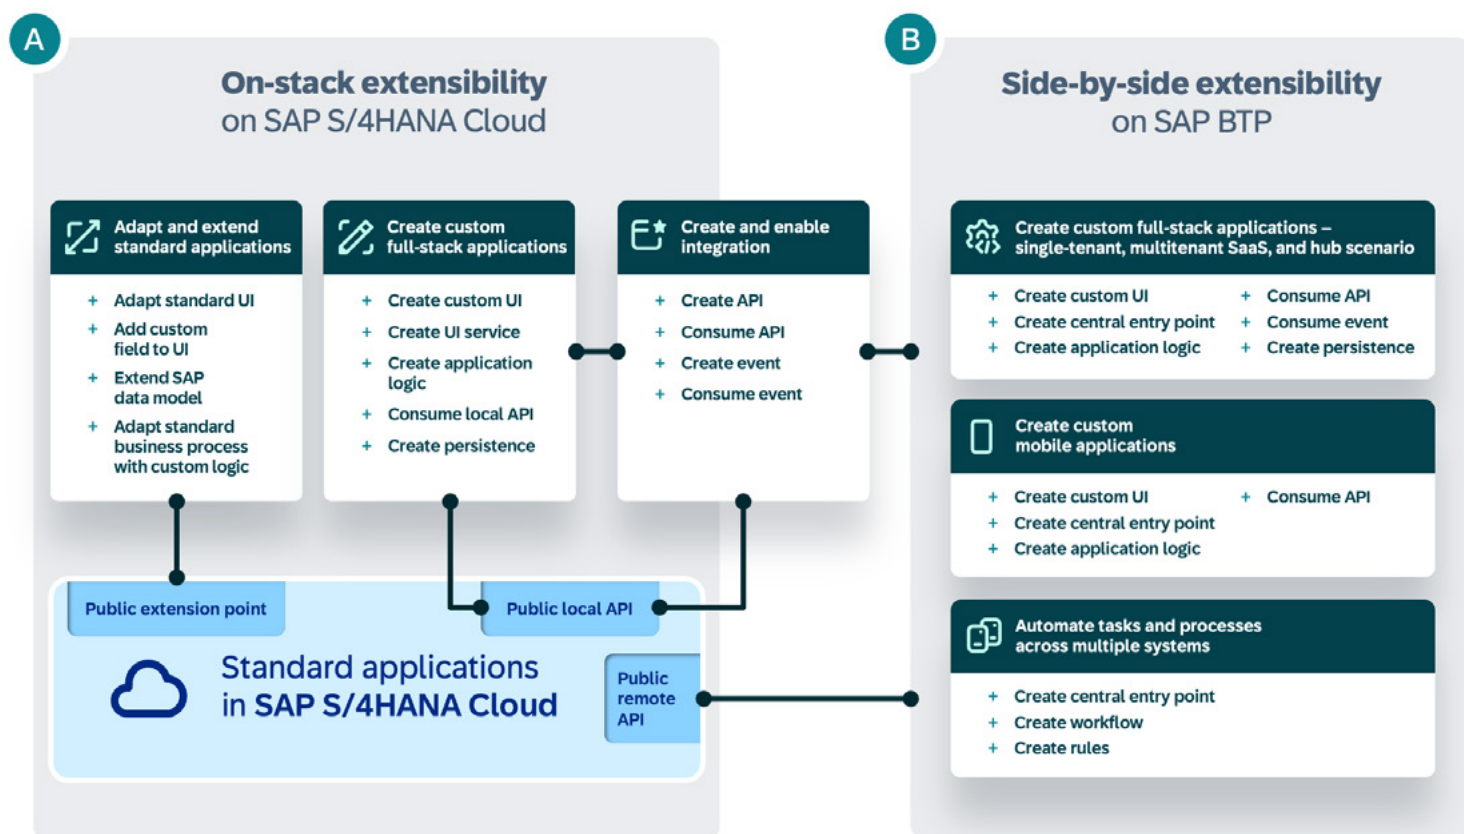 A
On-stack extensibility
on SAP S/4HANA Cloud
Adapt and extend
standard applications
+ Adapt standard UI
+ Add custom
field to UI
+ Extend SAP
data model
+ Adapt standard
business process
with custom logic
Create custom
full-stack applications
+ Create custom UI
+ Create UI service
+ Create application
logic
+ Consume local API
+ Create persistence
Create and enable
integration
+ Create API
+ Consume API
+ Create event
+ Consume event
Public extension point
Public local API
Standard applications
in SAP S/4HANA Cloud
Public
remote
API
B
Side-by-side extensibility
on SAP BTP
Create custom full-stack applications –
single-tenant, multitenant SaaS, and hub scenario
+ Create custom UI
+ Create central entry point
+ Create application logic
+ Consume API
+ Consume event
+ Create persistence
Create custom
mobile applications
+ Create custom UI
+ Create central entry point
+ Create application logic
+ Consume API
Automate tasks and processes
across multiple systems
+ Create central entry point
+ Create workflow
+ Create rules